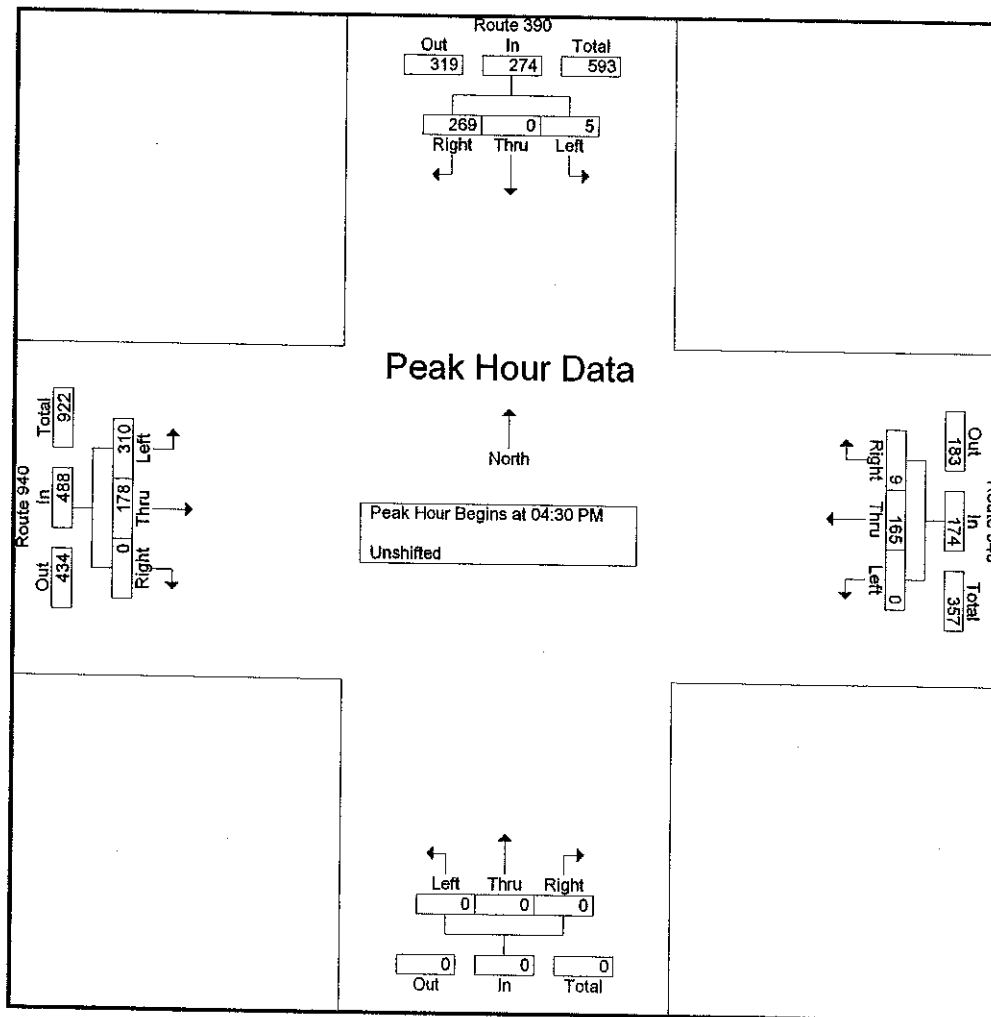 Route 390
Out In Total
319 274 593
269 0 5
Right Thru Left
Peak Hour Data
North
Peak Hour Begins at 04:30 PM
Unshifted
Route 940
Total In Out
922 488 434
310 178 0
Left Thru Right
Out In Total
183 174 357
9 165 0
Right Thru Left
Left Thru Right
0 0 0
0 0 0
Out In Total